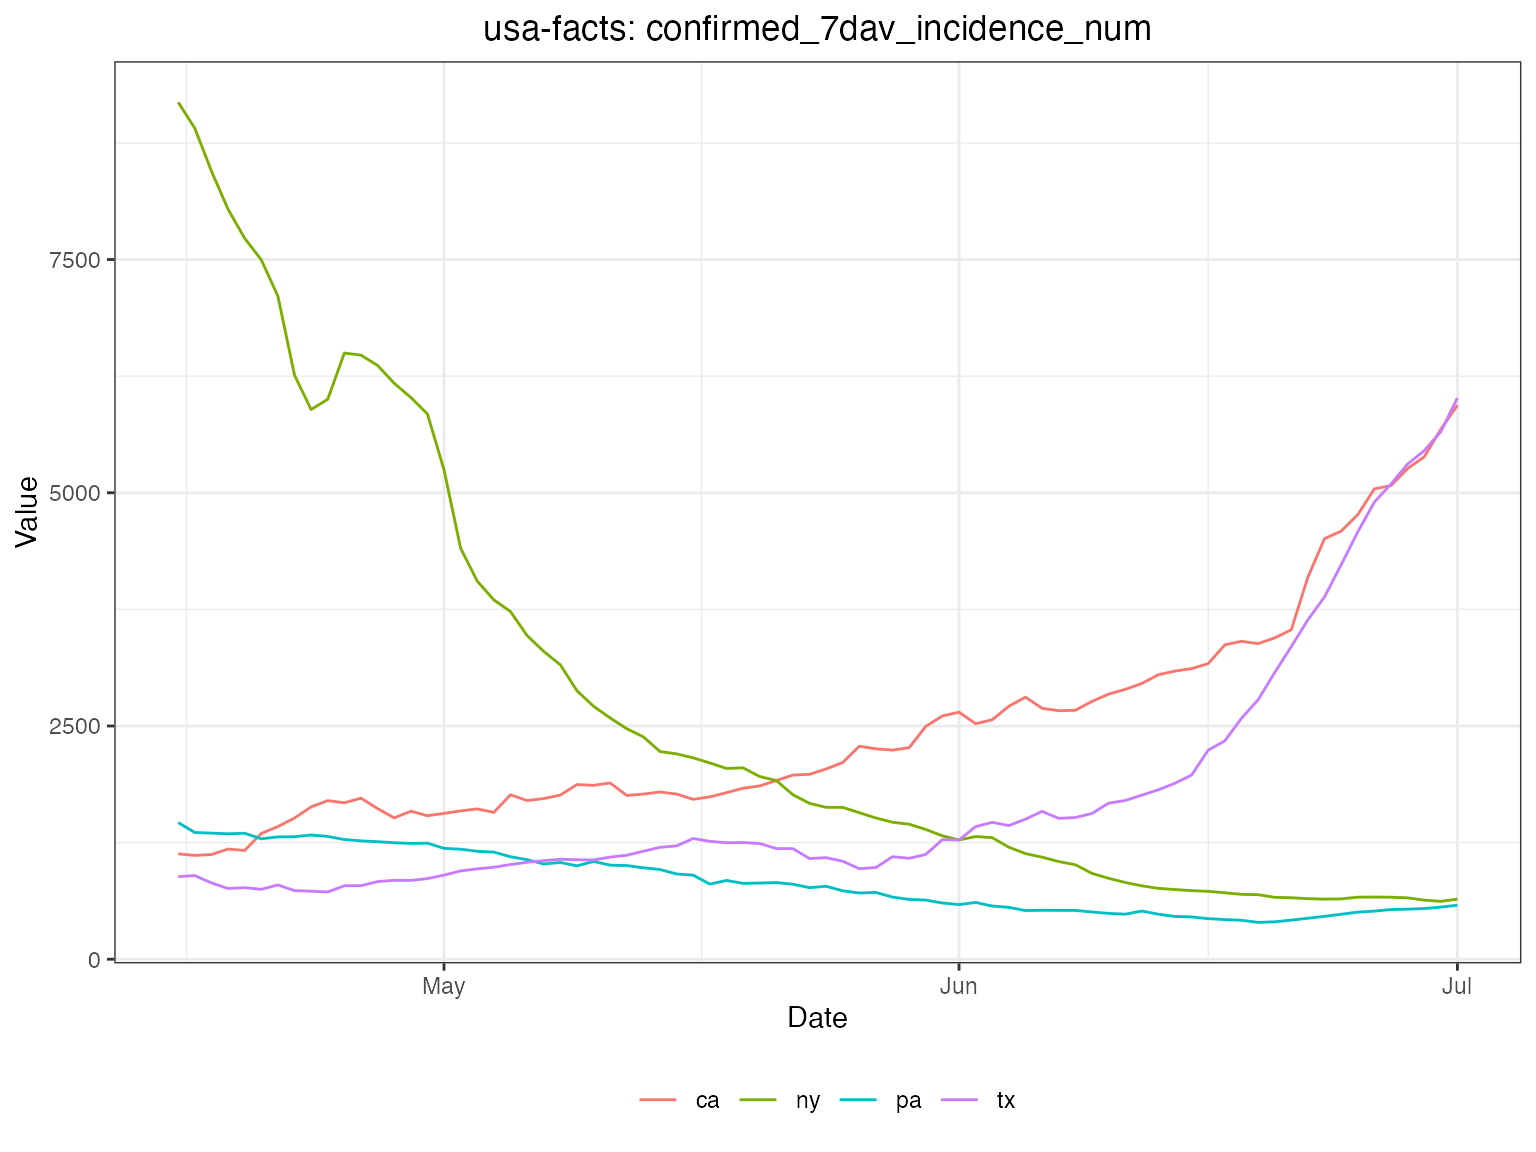 usa-facts: confirmed_7dav_incidence_num
Value
7500
5000
2500
0
May Jun Jul
Date
ca ny pa tx